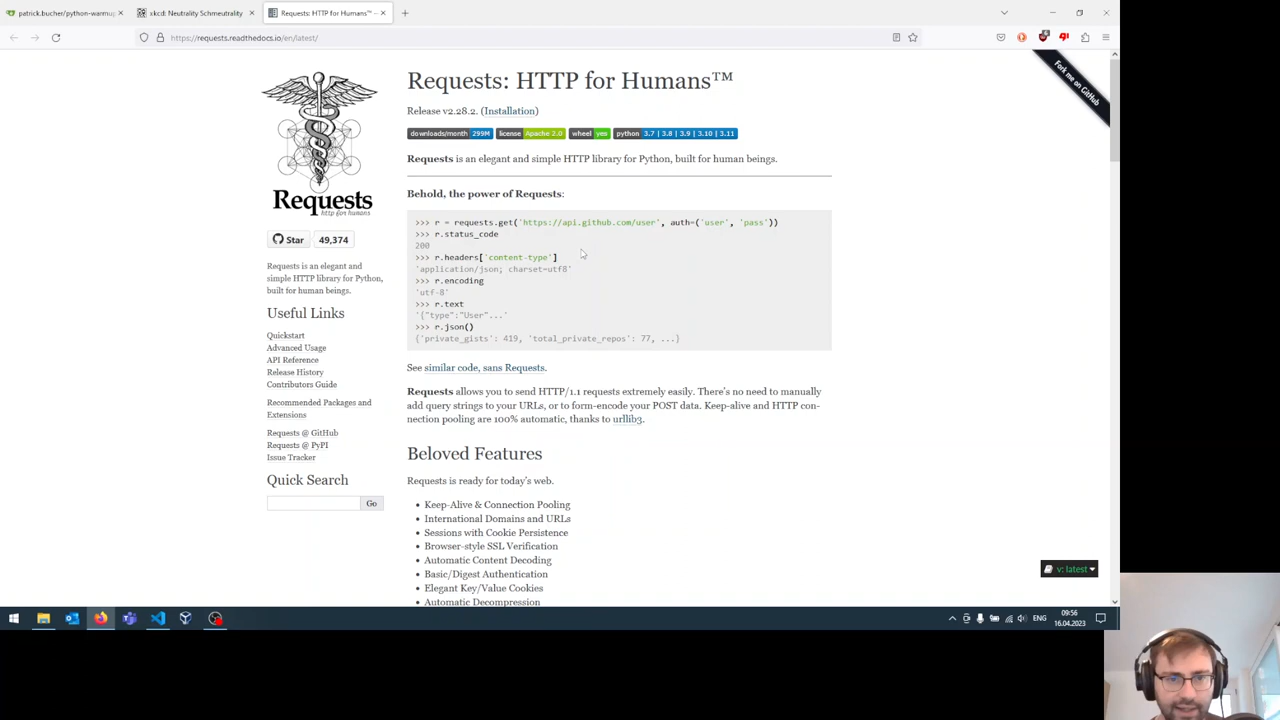 patrick.bucher/python-warmup
xkcd: Neutrality Schmeutrality
Requests: HTTP for Humans™ —
https://requests.readthedocs.io/en/latest/
Fork me on GitHub
Requests
http for humans
Star 49,374
Requests is an elegant and
simple HTTP library for Python,
built for human beings.
Useful Links
Quickstart
Advanced Usage
API Reference
Release History
Contributors Guide
Recommended Packages and
Extensions
Requests @ GitHub
Requests @ PyPI
Issue Tracker
Quick Search
Go
Requests: HTTP for Humans™
Release v2.28.2. (Installation)
downloads/month 299M license Apache 2.0 wheel yes python 3.7 | 3.8 | 3.9 | 3.10 | 3.11
Requests is an elegant and simple HTTP library for Python, built for human beings.
Behold, the power of Requests:
>>> r = requests.get('https://api.github.com/user', auth=('user', 'pass'))
>>> r.status_code
200
>>> r.headers['content-type']
'application/json; charset=utf8'
>>> r.encoding
'utf-8'
>>> r.text
'{"type":"User"...'
>>> r.json()
{'private_gists': 419, 'total_private_repos': 77, ...}
See similar code, sans Requests.
Requests allows you to send HTTP/1.1 requests extremely easily. There's no need to manually
add query strings to your URLs, or to form-encode your POST data. Keep-alive and HTTP con-
nection pooling are 100% automatic, thanks to urllib3.
Beloved Features
Requests is ready for today's web.
• Keep-Alive & Connection Pooling
• International Domains and URLs
• Sessions with Cookie Persistence
• Browser-style SSL Verification
• Automatic Content Decoding
• Basic/Digest Authentication
• Elegant Key/Value Cookies
• Automatic Decompression
v: latest
ENG
09:56
16.04.2023